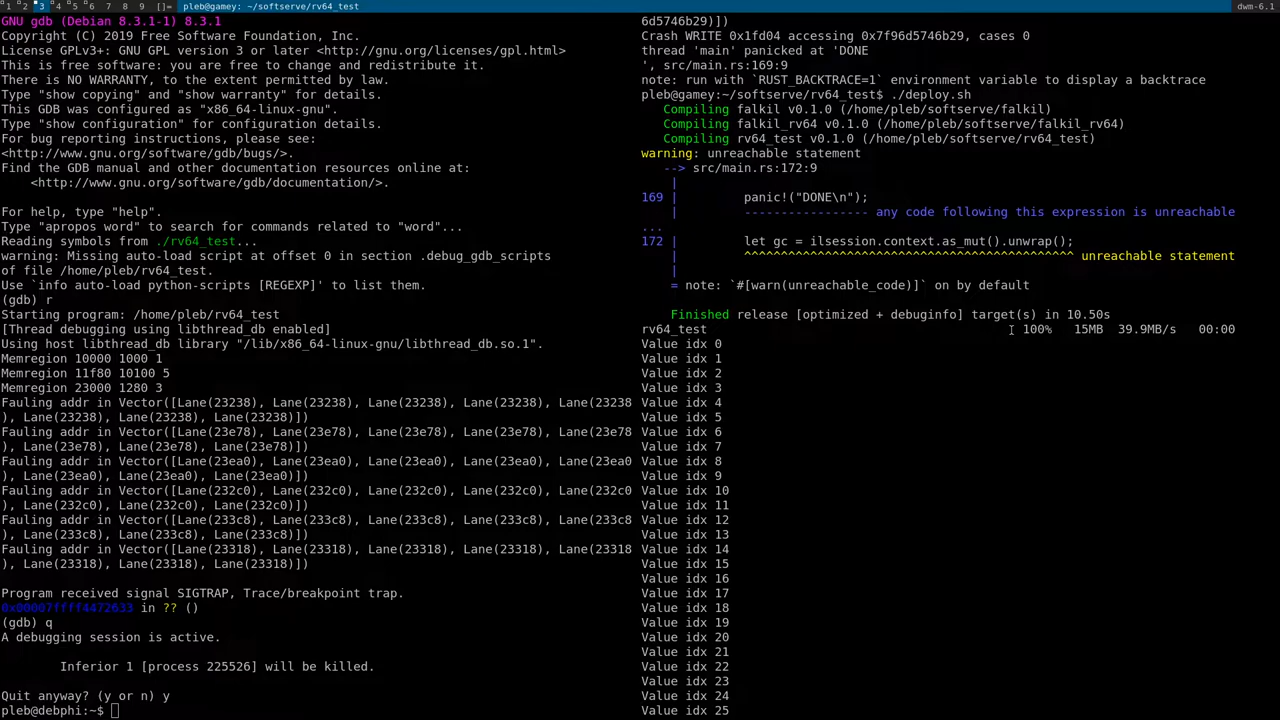 1 2 3 4 5 6 7 8 9 []= pleb@gamey: ~/softserve/rv64_test dwm-6.1
GNU gdb (Debian 8.3.1-1) 8.3.1
Copyright (C) 2019 Free Software Foundation, Inc.
License GPLv3+: GNU GPL version 3 or later <http://gnu.org/licenses/gpl.html>
This is free software: you are free to change and redistribute it.
There is NO WARRANTY, to the extent permitted by law.
Type "show copying" and "show warranty" for details.
This GDB was configured as "x86_64-linux-gnu".
Type "show configuration" for configuration details.
For bug reporting instructions, please see:
<http://www.gnu.org/software/gdb/bugs/>.
Find the GDB manual and other documentation resources online at:
<http://www.gnu.org/software/gdb/documentation/>.
For help, type "help".
Type "apropos word" to search for commands related to "word"...
Reading symbols from ./rv64_test...
warning: Missing auto-load script at offset 0 in section .debug_gdb_scripts
of file /home/pleb/rv64_test.
Use `info auto-load python-scripts [REGEXP]' to list them.
(gdb) r
Starting program: /home/pleb/rv64_test
[Thread debugging using libthread_db enabled]
Using host libthread_db library "/lib/x86_64-linux-gnu/libthread_db.so.1".
Memregion 10000 1000 1
Memregion 11f80 10100 5
Memregion 23000 1280 3
Fauling addr in Vector([Lane(23238), Lane(23238), Lane(23238), Lane(23238), Lane(23238
), Lane(23238), Lane(23238), Lane(23238)])
Fauling addr in Vector([Lane(23e78), Lane(23e78), Lane(23e78), Lane(23e78), Lane(23e78
), Lane(23e78), Lane(23e78), Lane(23e78)])
Fauling addr in Vector([Lane(23ea0), Lane(23ea0), Lane(23ea0), Lane(23ea0), Lane(23ea0
), Lane(23ea0), Lane(23ea0), Lane(23ea0)])
Fauling addr in Vector([Lane(232c0), Lane(232c0), Lane(232c0), Lane(232c0), Lane(232c0
), Lane(232c0), Lane(232c0), Lane(232c0)])
Fauling addr in Vector([Lane(233c8), Lane(233c8), Lane(233c8), Lane(233c8), Lane(233c8
), Lane(233c8), Lane(233c8), Lane(233c8)])
Fauling addr in Vector([Lane(23318), Lane(23318), Lane(23318), Lane(23318), Lane(23318
), Lane(23318), Lane(23318), Lane(23318)])
Program received signal SIGTRAP, Trace/breakpoint trap.
0x00007ffff4472633 in ?? ()
(gdb) q
A debugging session is active.
Inferior 1 [process 225526] will be killed.
Quit anyway? (y or n) y
pleb@debphi:~$
6d5746b29)])
Crash WRITE 0x1fd04 accessing 0x7f96d5746b29, cases 0
thread 'main' panicked at 'DONE
', src/main.rs:169:9
note: run with `RUST_BACKTRACE=1` environment variable to display a backtrace
pleb@gamey:~/softserve/rv64_test$ ./deploy.sh
Compiling falkil v0.1.0 (/home/pleb/softserve/falkil)
Compiling falkil_rv64 v0.1.0 (/home/pleb/softserve/falkil_rv64)
Compiling rv64_test v0.1.0 (/home/pleb/softserve/rv64_test)
warning: unreachable statement
--> src/main.rs:172:9
|
169 | panic!("DONE\n");
| ----------------- any code following this expression is unreachable
...
172 | let gc = ilsession.context.as_mut().unwrap();
| ^^^^^^^^^^^^^^^^^^^^^^^^^^^^^^^^^^^^^^^^^^^^^ unreachable statement
|
= note: `#[warn(unreachable_code)]` on by default
Finished release [optimized + debuginfo] target(s) in 10.50s
rv64_test 100% 15MB 39.9MB/s 00:00
Value idx 0
Value idx 1
Value idx 2
Value idx 3
Value idx 4
Value idx 5
Value idx 6
Value idx 7
Value idx 8
Value idx 9
Value idx 10
Value idx 11
Value idx 12
Value idx 13
Value idx 14
Value idx 15
Value idx 16
Value idx 17
Value idx 18
Value idx 19
Value idx 20
Value idx 21
Value idx 22
Value idx 23
Value idx 24
Value idx 25